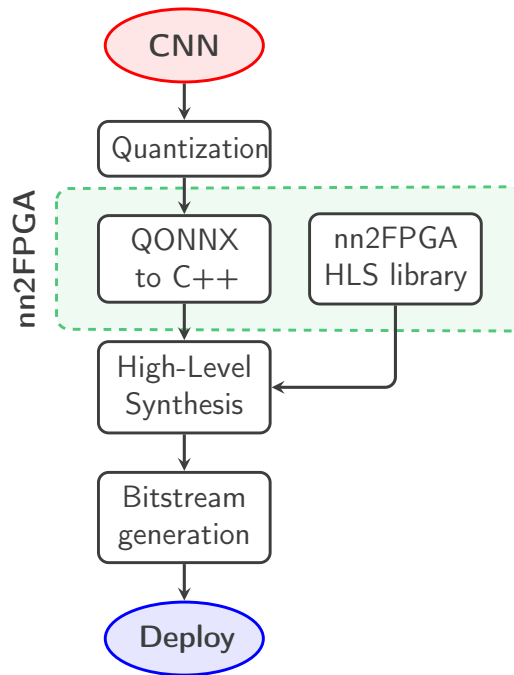 CNN
Quantization
nn2FPGA
QONNX
to C++
nn2FPGA
HLS library
High-Level
Synthesis
Bitstream
generation
Deploy